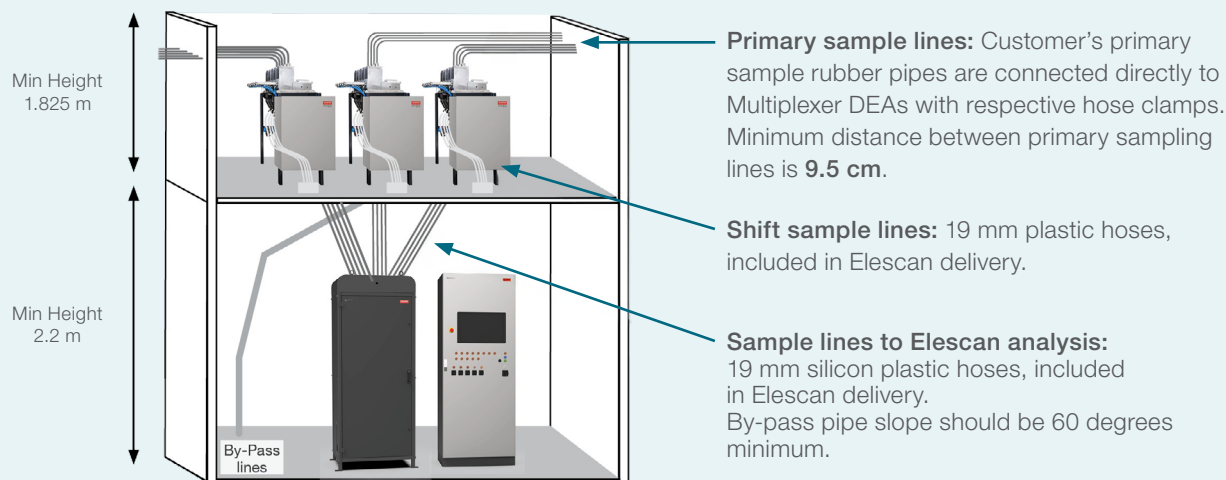 Min Height
1.825 m
Primary sample lines: Customer's primary
sample rubber pipes are connected directly to
Multiplexer DEAs with respective hose clamps.
Minimum distance between primary sampling
lines is 9.5 cm.
Shift sample lines: 19 mm plastic hoses,
included in Elescan delivery.
Min Height
2.2 m
Sample lines to Elescan analysis:
19 mm silicon plastic hoses, included
in Elescan delivery.
By-pass pipe slope should be 60 degrees
minimum.
By-Pass
lines